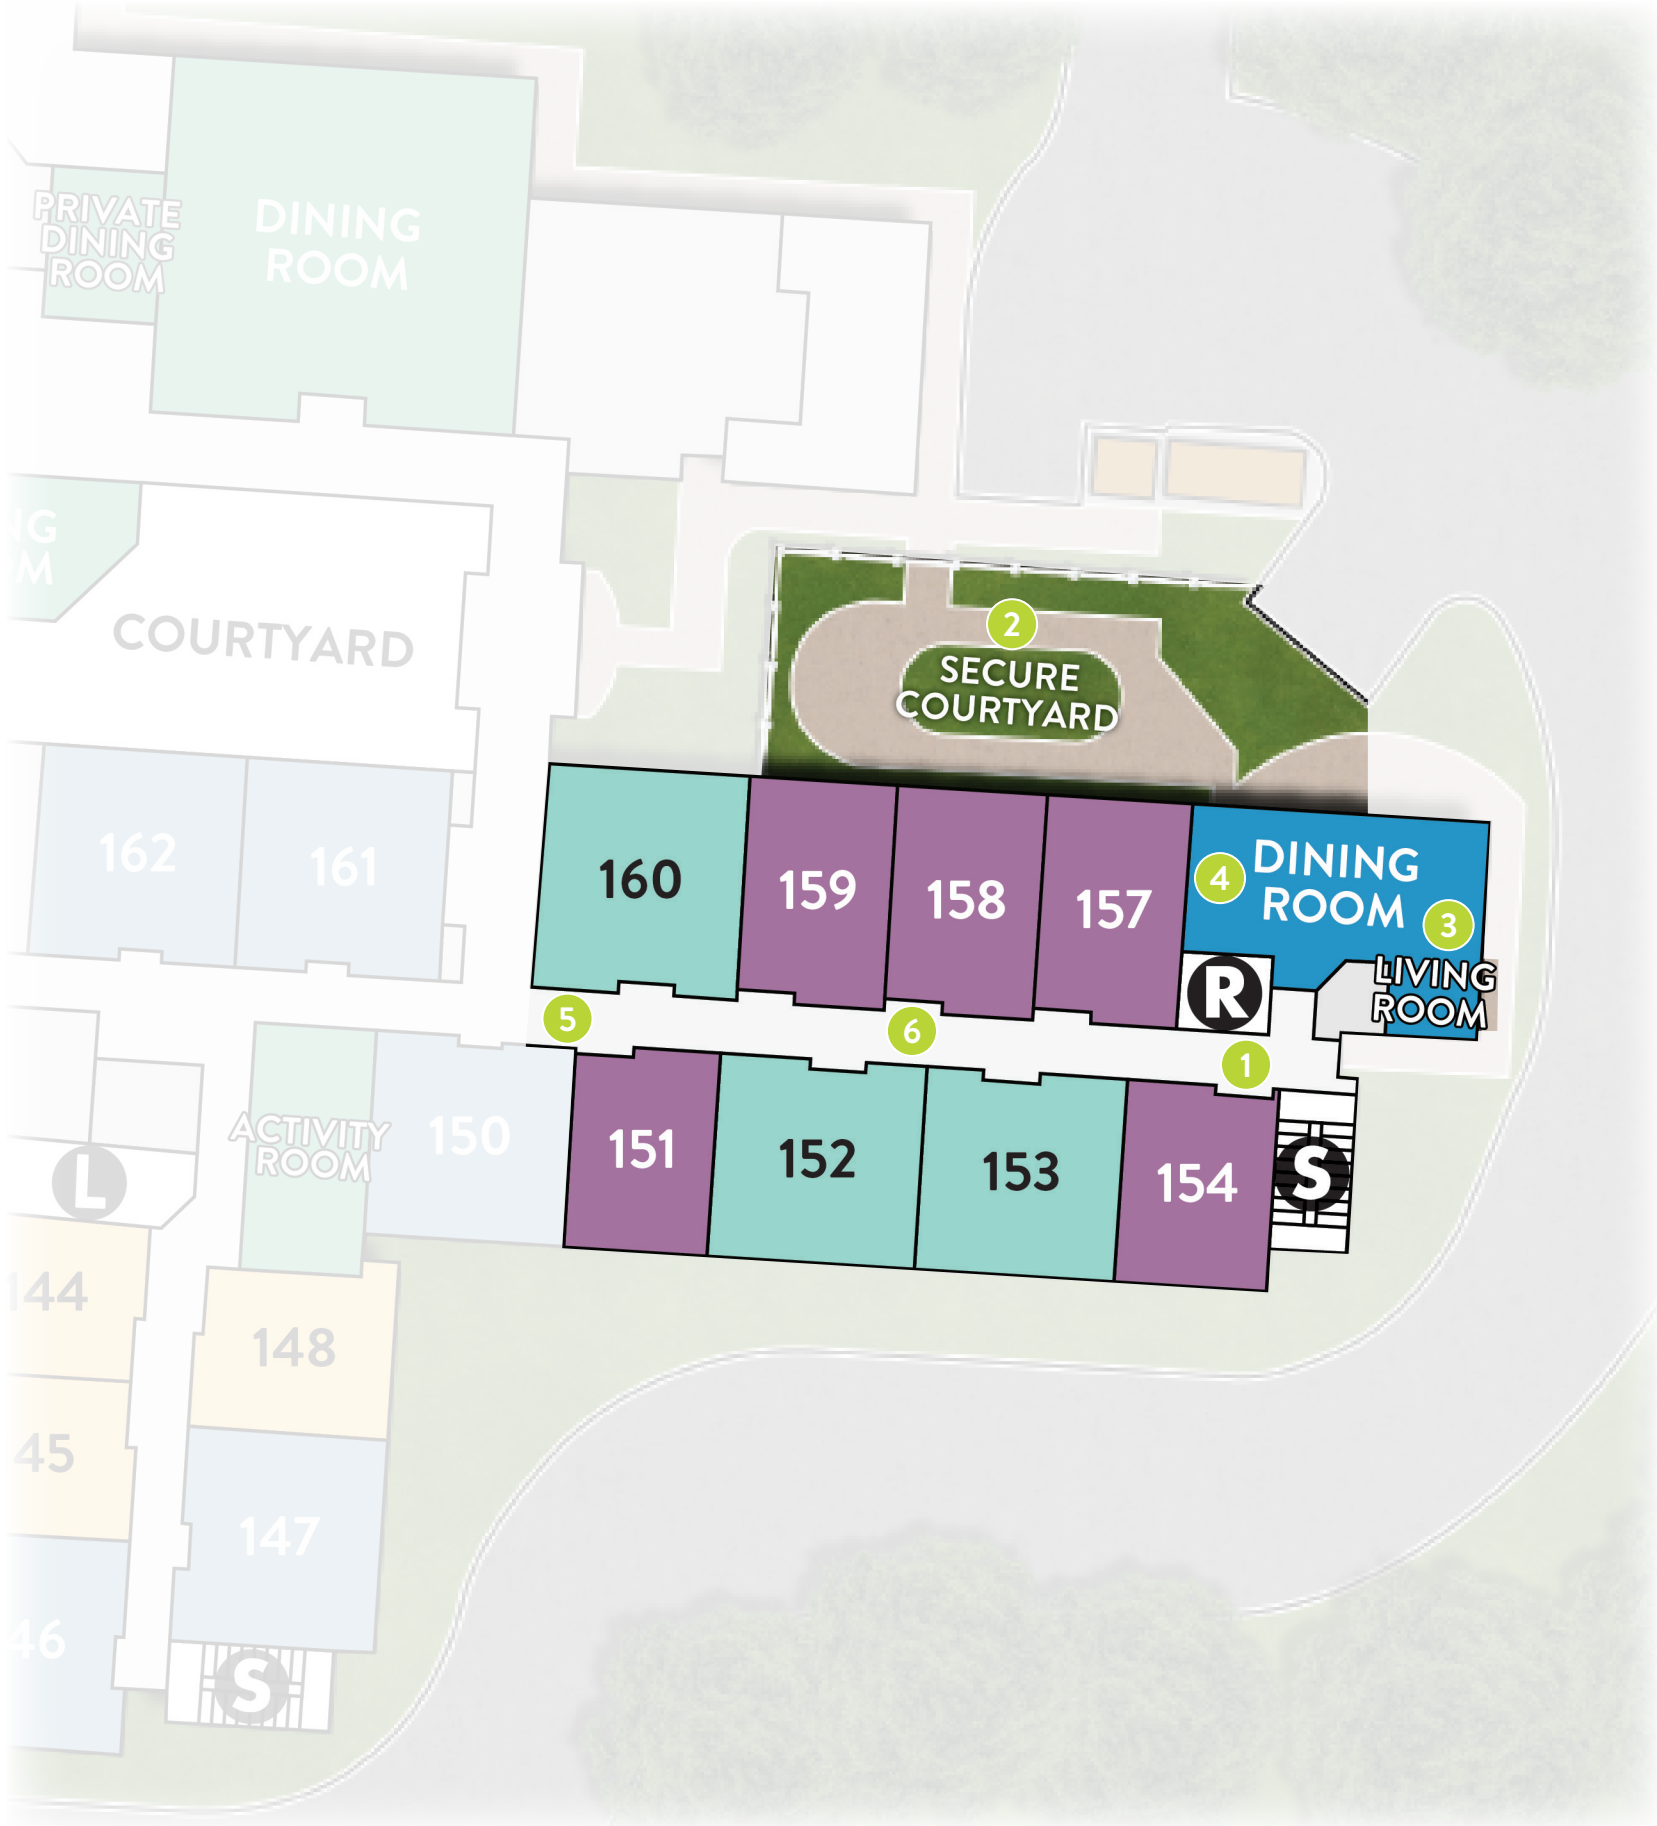 PRIVATE
DINING
ROOM
DINING
ROOM
NG
M
COURTYARD
2
SECURE
COURTYARD
162
161
160
159
158
157
4
DINING
ROOM
3
LIVING
ROOM
R
5
6
1
ACTIVITY
ROOM
150
151
152
153
154
S
L
144
148
45
147
46
S